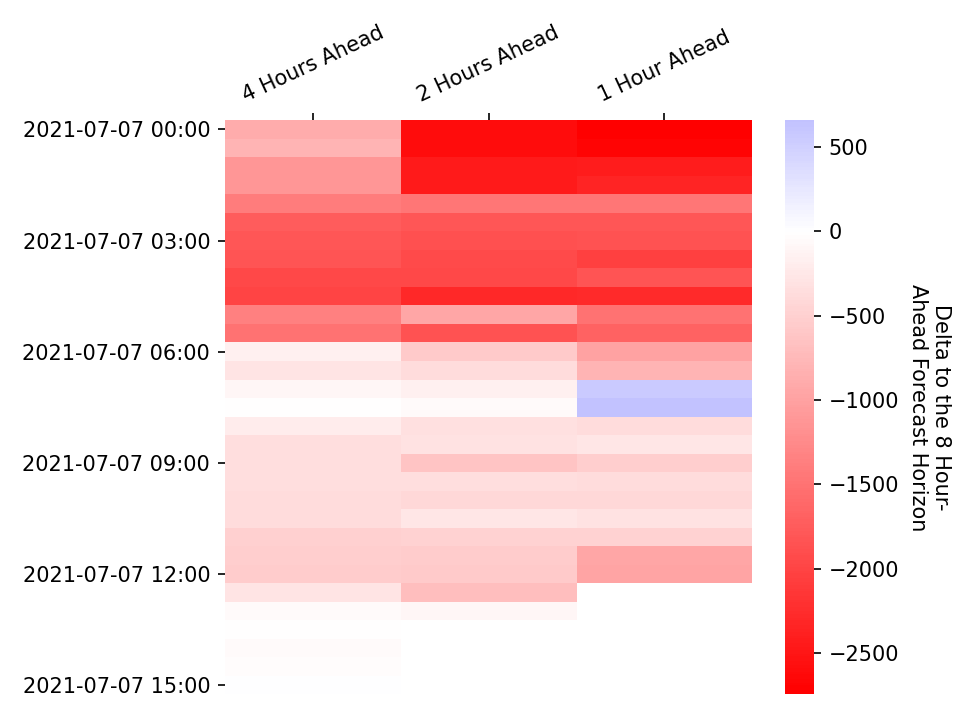 4 Hours Ahead
2 Hours Ahead
1 Hour Ahead
2021-07-07 00:00
2021-07-07 03:00
2021-07-07 06:00
2021-07-07 09:00
2021-07-07 12:00
2021-07-07 15:00
500
0
−500
−1000
−1500
−2000
−2500
Delta to the 8 Hour-
Ahead Forecast Horizon